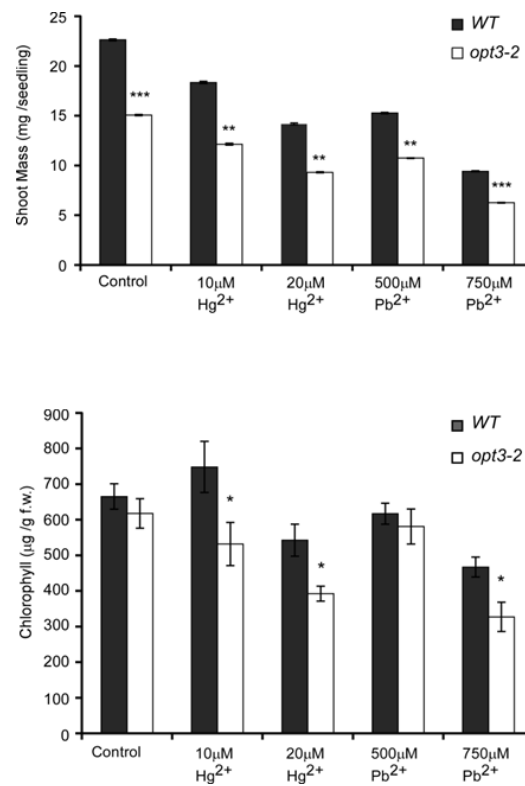 25
20
15
10
5
0
Shoot Mass (mg /seedling)
WT
opt3-2
***
**
**
**
***
Control
10µM
Hg2+
20µM
Hg2+
500µM
Pb2+
750µM
Pb2+
900
800
700
600
500
400
300
200
100
0
Chlorophyll (µg /g f.w.)
WT
opt3-2
*
*
*
Control
10µM
Hg2+
20µM
Hg2+
500µM
Pb2+
750µM
Pb2+